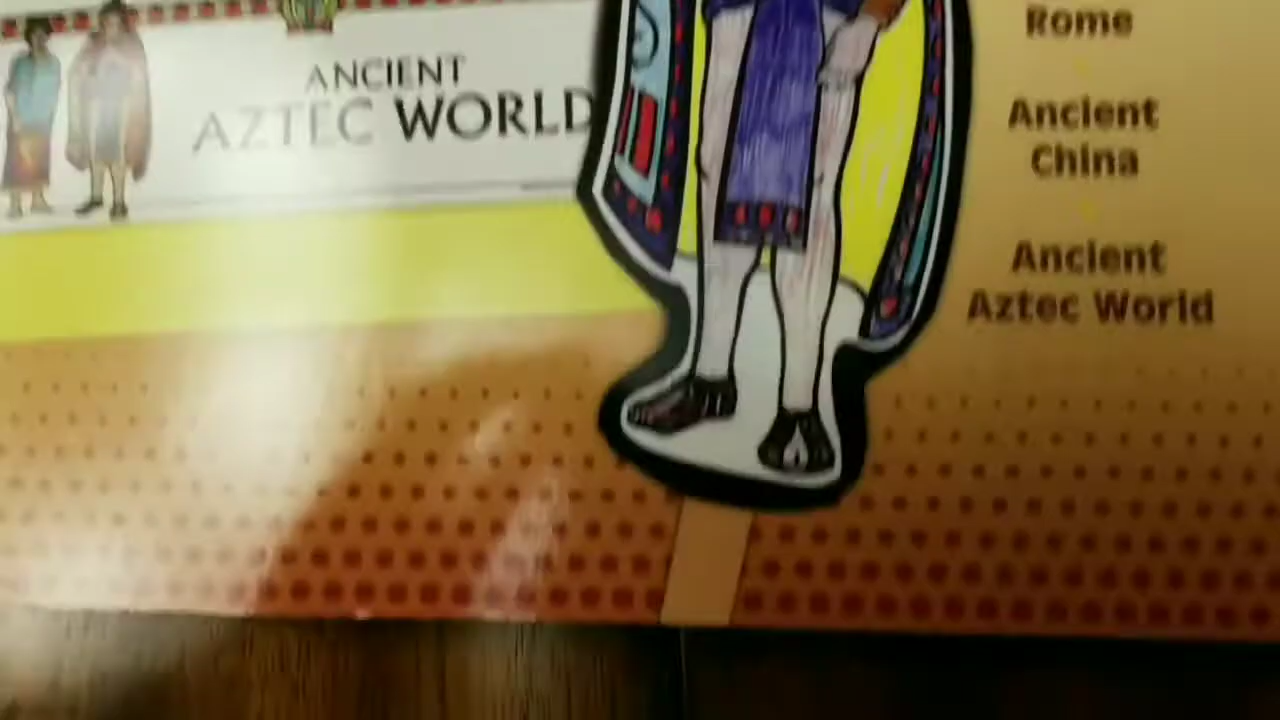 ANCIENT
AZTEC WORLD
Rome
Ancient
China
Ancient
Aztec World